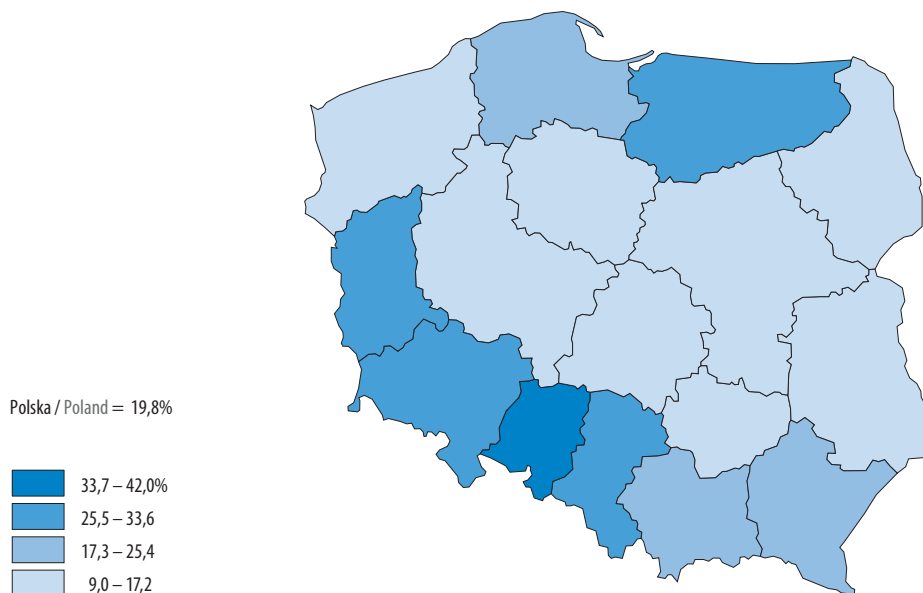 Polska / Poland = 19,8%
33,7 – 42,0%
25,5 – 33,6
17,3 – 25,4
9,0 – 17,2